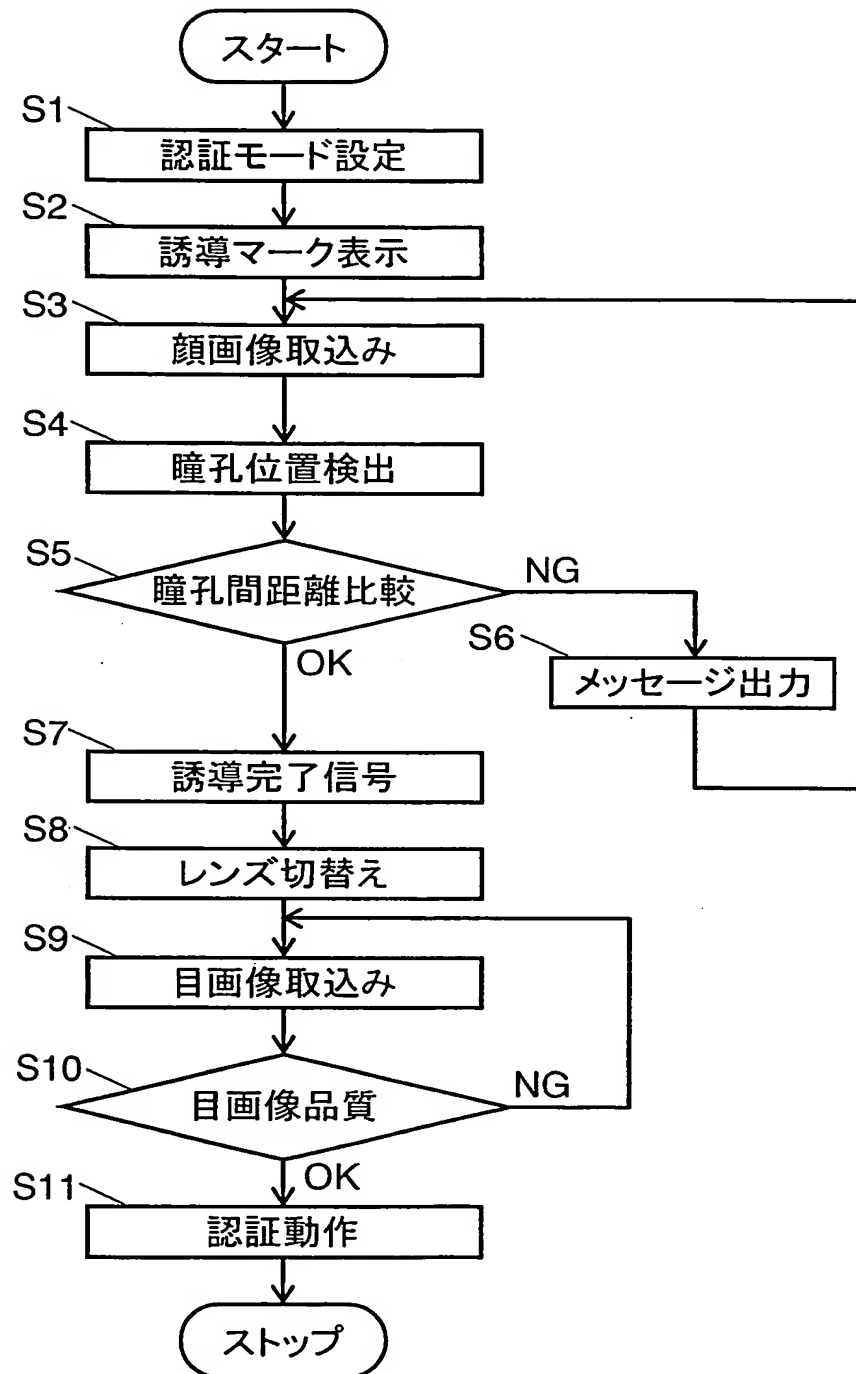 スタート
S1
認証モード設定
S2
誘導マーク表示
S3
顔画像取込み
S4
瞳孔位置検出
S5
瞳孔間距離比較
NG
OK
S6
メッセージ出力
S7
誘導完了信号
S8
レンズ切替え
S9
目画像取込み
S10
目画像品質
NG
OK
S11
認証動作
ストップ